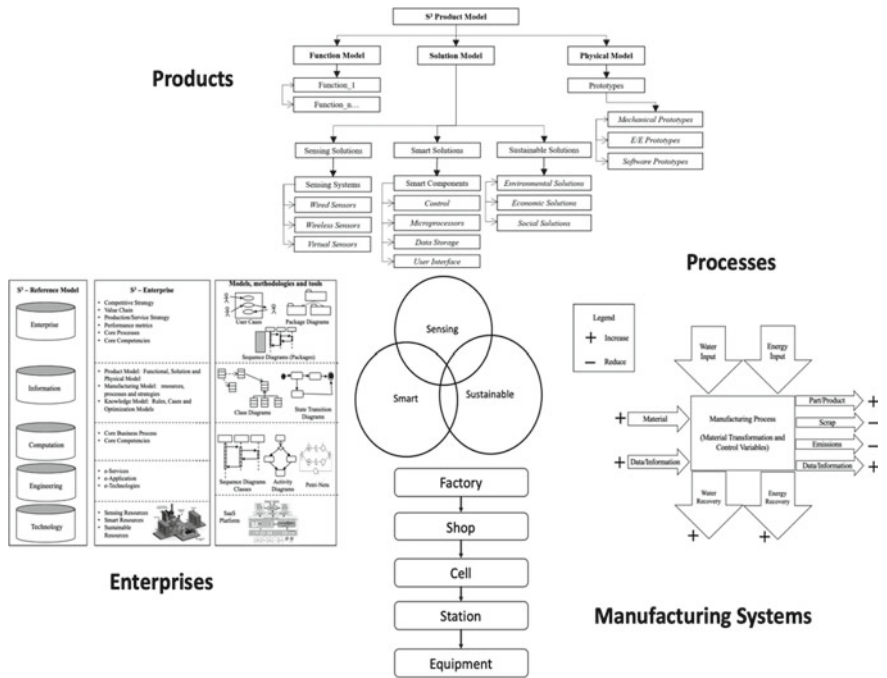 S³ Product Model
Function Model
Solution Model
Physical Model
Products
Function_1
Function_n...
Prototypes
Mechanical Prototypes
E/E Prototypes
Software Prototypes
Sensing Solutions
Smart Solutions
Sustainable Solutions
Sensing Systems
Wired Sensors
Wireless Sensors
Virtual Sensors
Smart Components
Control
Microprocessors
Data Storage
User Interface
Environmental Solutions
Economic Solutions
Social Solutions
S³ – Reference Model
Enterprise
Information
Computation
Engineering
Technology
S³ – Enterprise
• Competitive Strategy
• Value Chain
• Production/Service Strategy
• Performance metrics
• Core Processes
• Core Competencies
• Product Model: Functional, Solution and
Physical Model
• Manufacturing Model: resources,
processes and strategies
• Knowledge Model: Rules, Cases and
Optimization Models
• Core Business Process
• Core Competencies
• e-Services
• e-Application
• e-Technologies
• Sensing Resources
• Smart Resources
• Sustainable
Resources
Models, methodologies and tools
User Cases
Package Diagrams
Sequence Diagrams (Packages)
Class Diagrams
State Transition
Diagrams
Sequence Diagrams
Classes
Activity
Diagrams
Petri-Nets
SaaS
Platform
Enterprises
Sensing
Smart
Sustainable
Factory
Shop
Cell
Station
Equipment
Processes
Legend
+ Increase
− Reduce
Water
Input
Energy
Input
+ Material
+ Data/Information
Manufacturing Process
(Material Transformation and
Control Variables)
Part/Product +
Scrap −
Emissions −
Data/Information +
Water
Recovery
Energy
Recovery
+
+
Manufacturing Systems